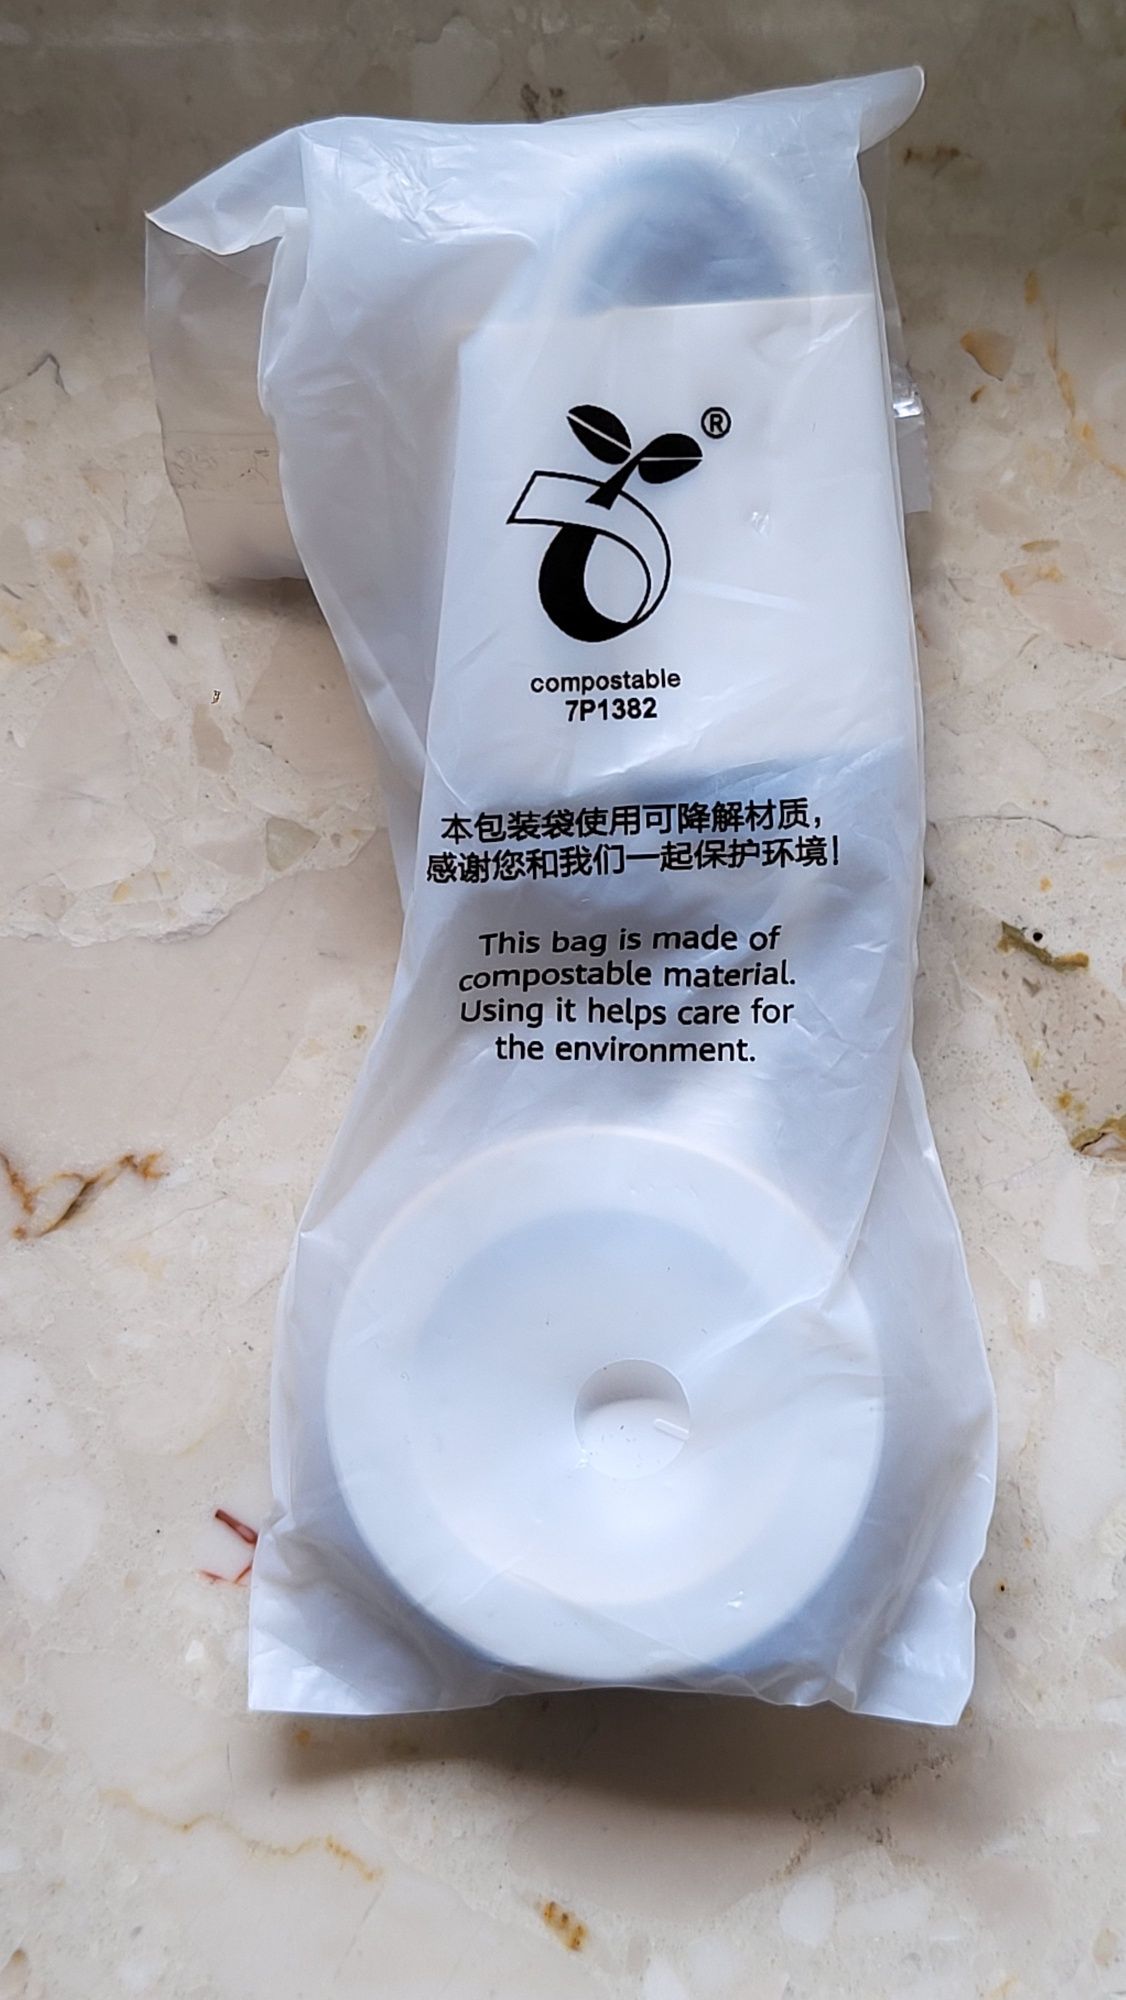 ®
compostable
7P1382
本包装袋使用可降解材质，
感谢您和我们一起保护环境！
This bag is made of
compostable material.
Using it helps care for
the environment.